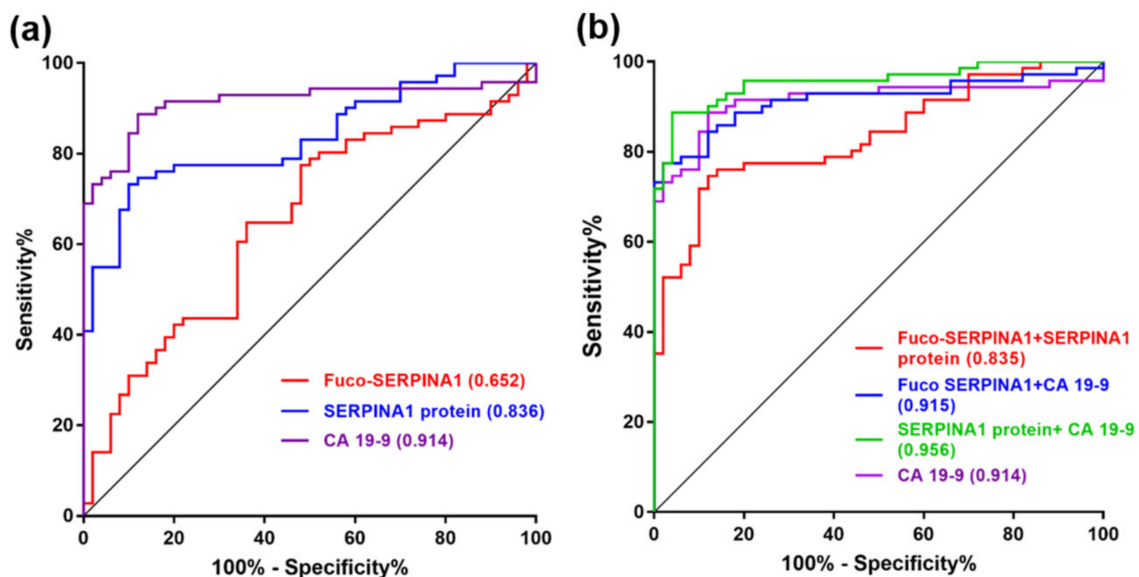 (a)
100
80
60
40
20
0
Sensitivity%
Fuco-SERPINA1 (0.652)
SERPINA1 protein (0.836)
CA 19-9 (0.914)
0 20 40 60 80 100
100% - Specificity%
(b)
100
80
60
40
20
0
Sensitivity%
Fuco-SERPINA1+SERPINA1
protein (0.835)
Fuco SERPINA1+CA 19-9
(0.915)
SERPINA1 protein+ CA 19-9
(0.956)
CA 19-9 (0.914)
0 20 40 60 80 100
100% - Specificity%